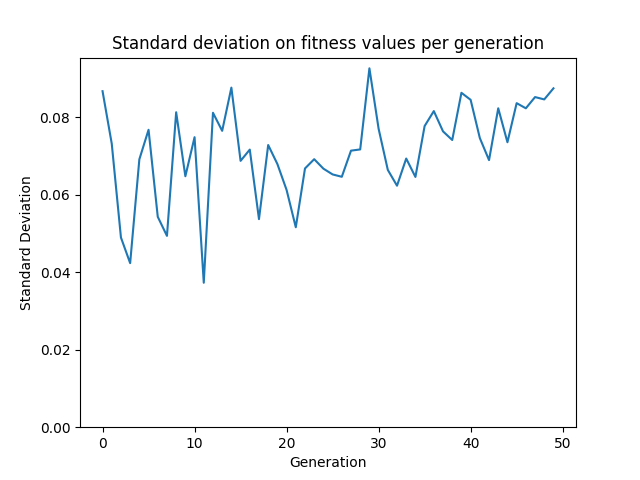 Standard deviation on fitness values per generation
Standard Deviation
0.08
0.06
0.04
0.02
0.00
0 10 20 30 40 50
Generation